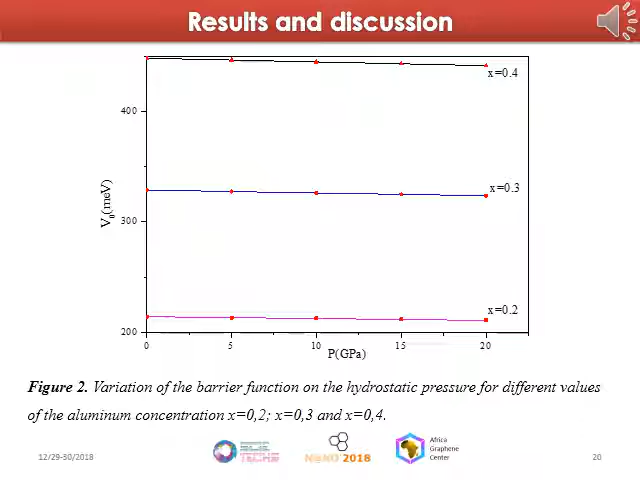 Results and discussion
x=0.4
400
x=0.3
V0(meV)
300
x=0.2
200
0 5 10 15 20
P(GPa)
Figure 2. Variation of the barrier function on the hydrostatic pressure for different values
of the aluminum concentration x=0,2; x=0,3 and x=0,4.
12/29-30/2018
2018
Africa
Graphene
Center
20